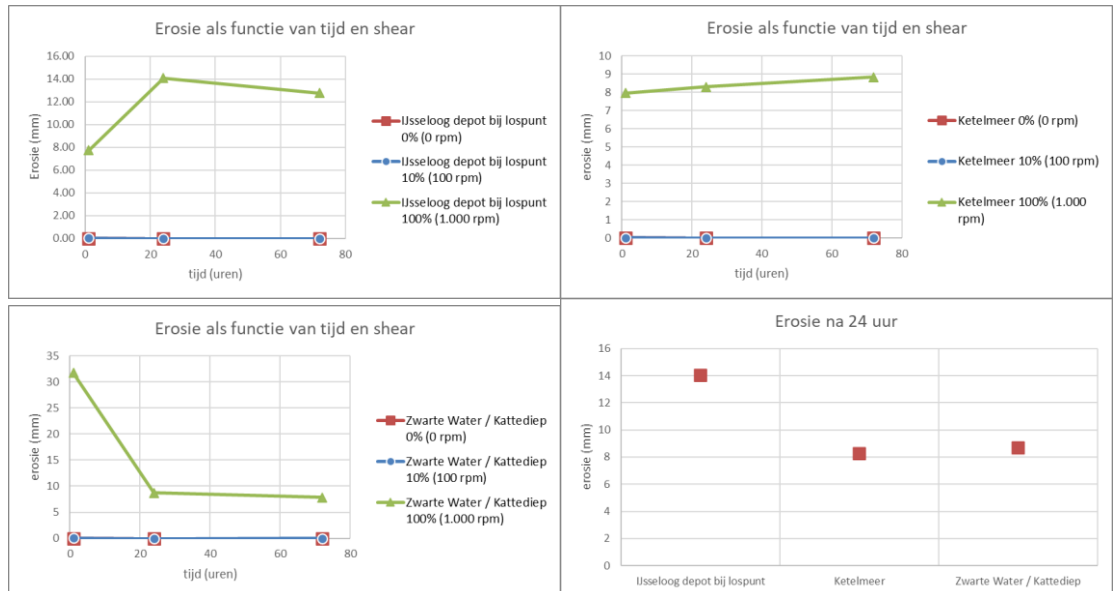 Erosie als functie van tijd en shear
16.00
14.00
12.00
10.00
8.00
6.00
4.00
2.00
0.00
Erosie (mm)
0 20 40 60 80
tijd (uren)
IJsseloog depot bij lospunt
0% (0 rpm)
IJsseloog depot bij lospunt
10% (100 rpm)
IJsseloog depot bij lospunt
100% (1.000 rpm)
Erosie als functie van tijd en shear
10
9
8
7
6
5
4
3
2
1
0
erosie (mm)
0 20 40 60 80
tijd (uren)
Ketelmeer 0% (0 rpm)
Ketelmeer 10% (100 rpm)
Ketelmeer 100% (1.000
rpm)
Erosie als functie van tijd en shear
35
30
25
20
15
10
5
0
erosie (mm)
0 20 40 60 80
tijd (uren)
Zwarte Water / Kattediep
0% (0 rpm)
Zwarte Water / Kattediep
10% (100 rpm)
Zwarte Water / Kattediep
100% (1.000 rpm)
Erosie na 24 uur
16
14
12
10
8
6
4
2
0
erosie (mm)
IJsseloog depot bij lospunt Ketelmeer Zwarte Water / Kattediep